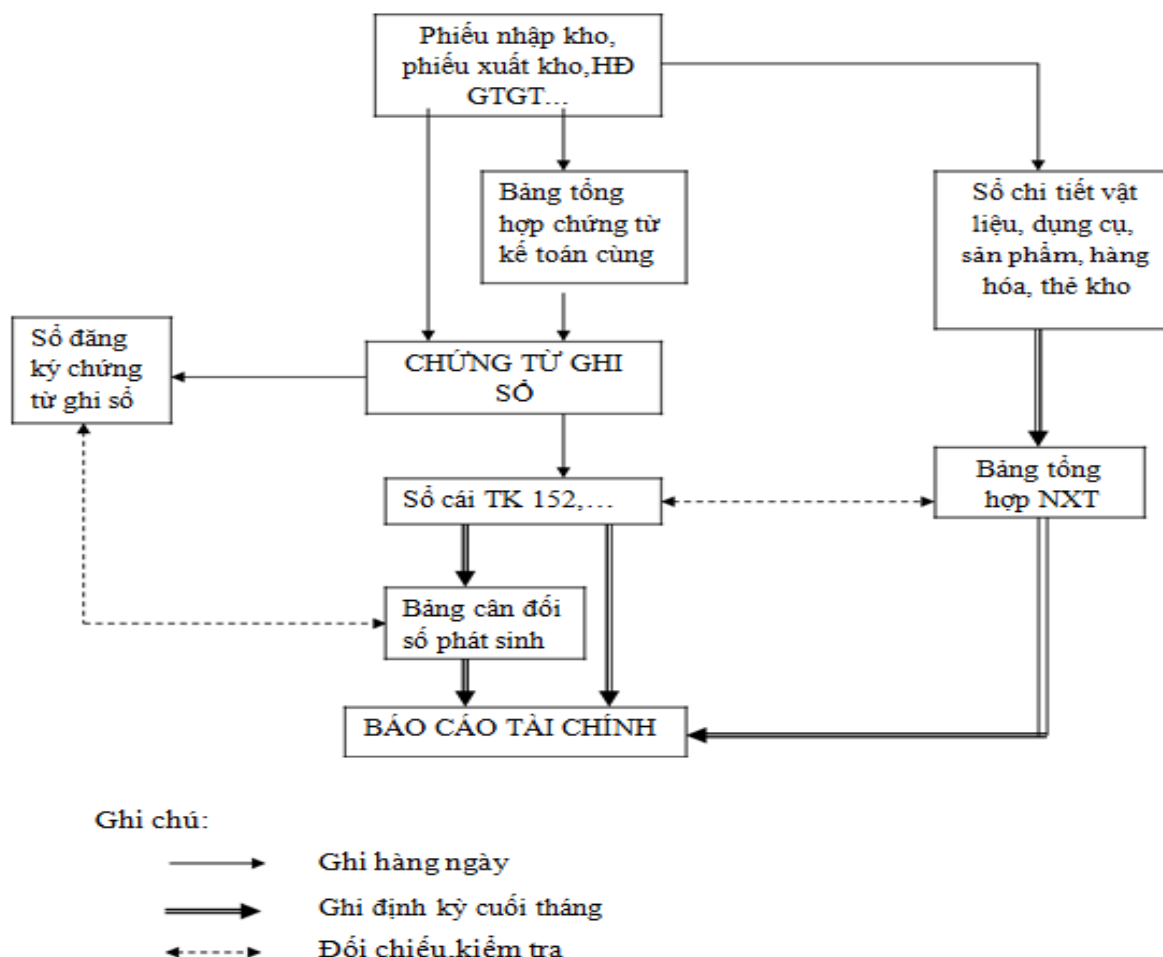 Phiếu nhập kho,
phiếu xuất kho,HĐ
GTGT…
Bảng tổng
hợp chứng từ
kế toán cùng
Sổ chi tiết vật
liệu, dụng cụ,
sản phẩm, hàng
hóa, thẻ kho
Sổ đăng
ký chứng
từ ghi sổ
CHỨNG TỪ GHI
SỔ
Sổ cái TK 152,…
Bảng tổng
hợp NXT
Bảng cân đối
số phát sinh
BÁO CÁO TÀI CHÍNH
Ghi chú:
Ghi hàng ngày
Ghi định kỳ cuối tháng
Đối chiếu,kiểm tra